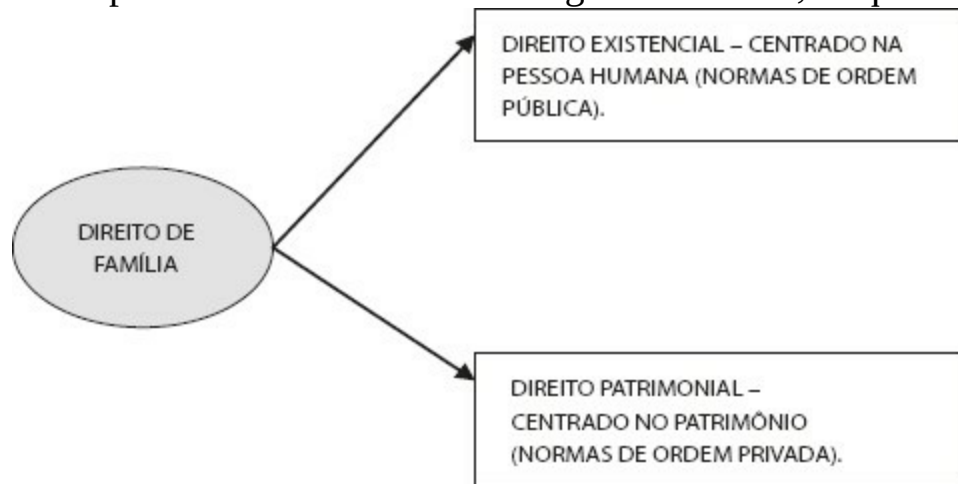 DIREITO EXISTENCIAL – CENTRADO NA
PESSOA HUMANA (NORMAS DE ORDEM
PÚBLICA).
DIREITO DE
FAMÍLIA
DIREITO PATRIMONIAL –
CENTRADO NO PATRIMÔNIO
(NORMAS DE ORDEM PRIVADA).